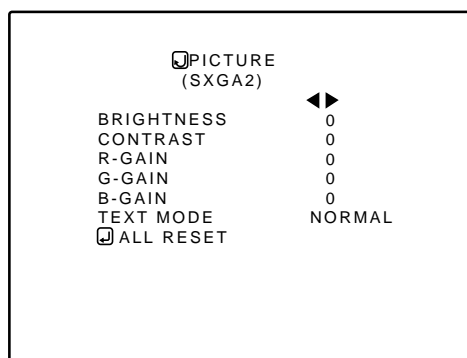 PICTURE
(SXGA2)
BRIGHTNESS 0
CONTRAST 0
R-GAIN 0
G-GAIN 0
B-GAIN 0
TEXT MODE NORMAL
ALL RESET